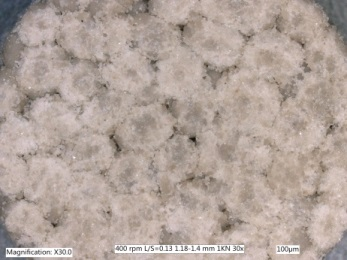 400 rpm L/S=0.13 1.18-1.4 mm 1KN 30x
100µm
Magnification: X30.0